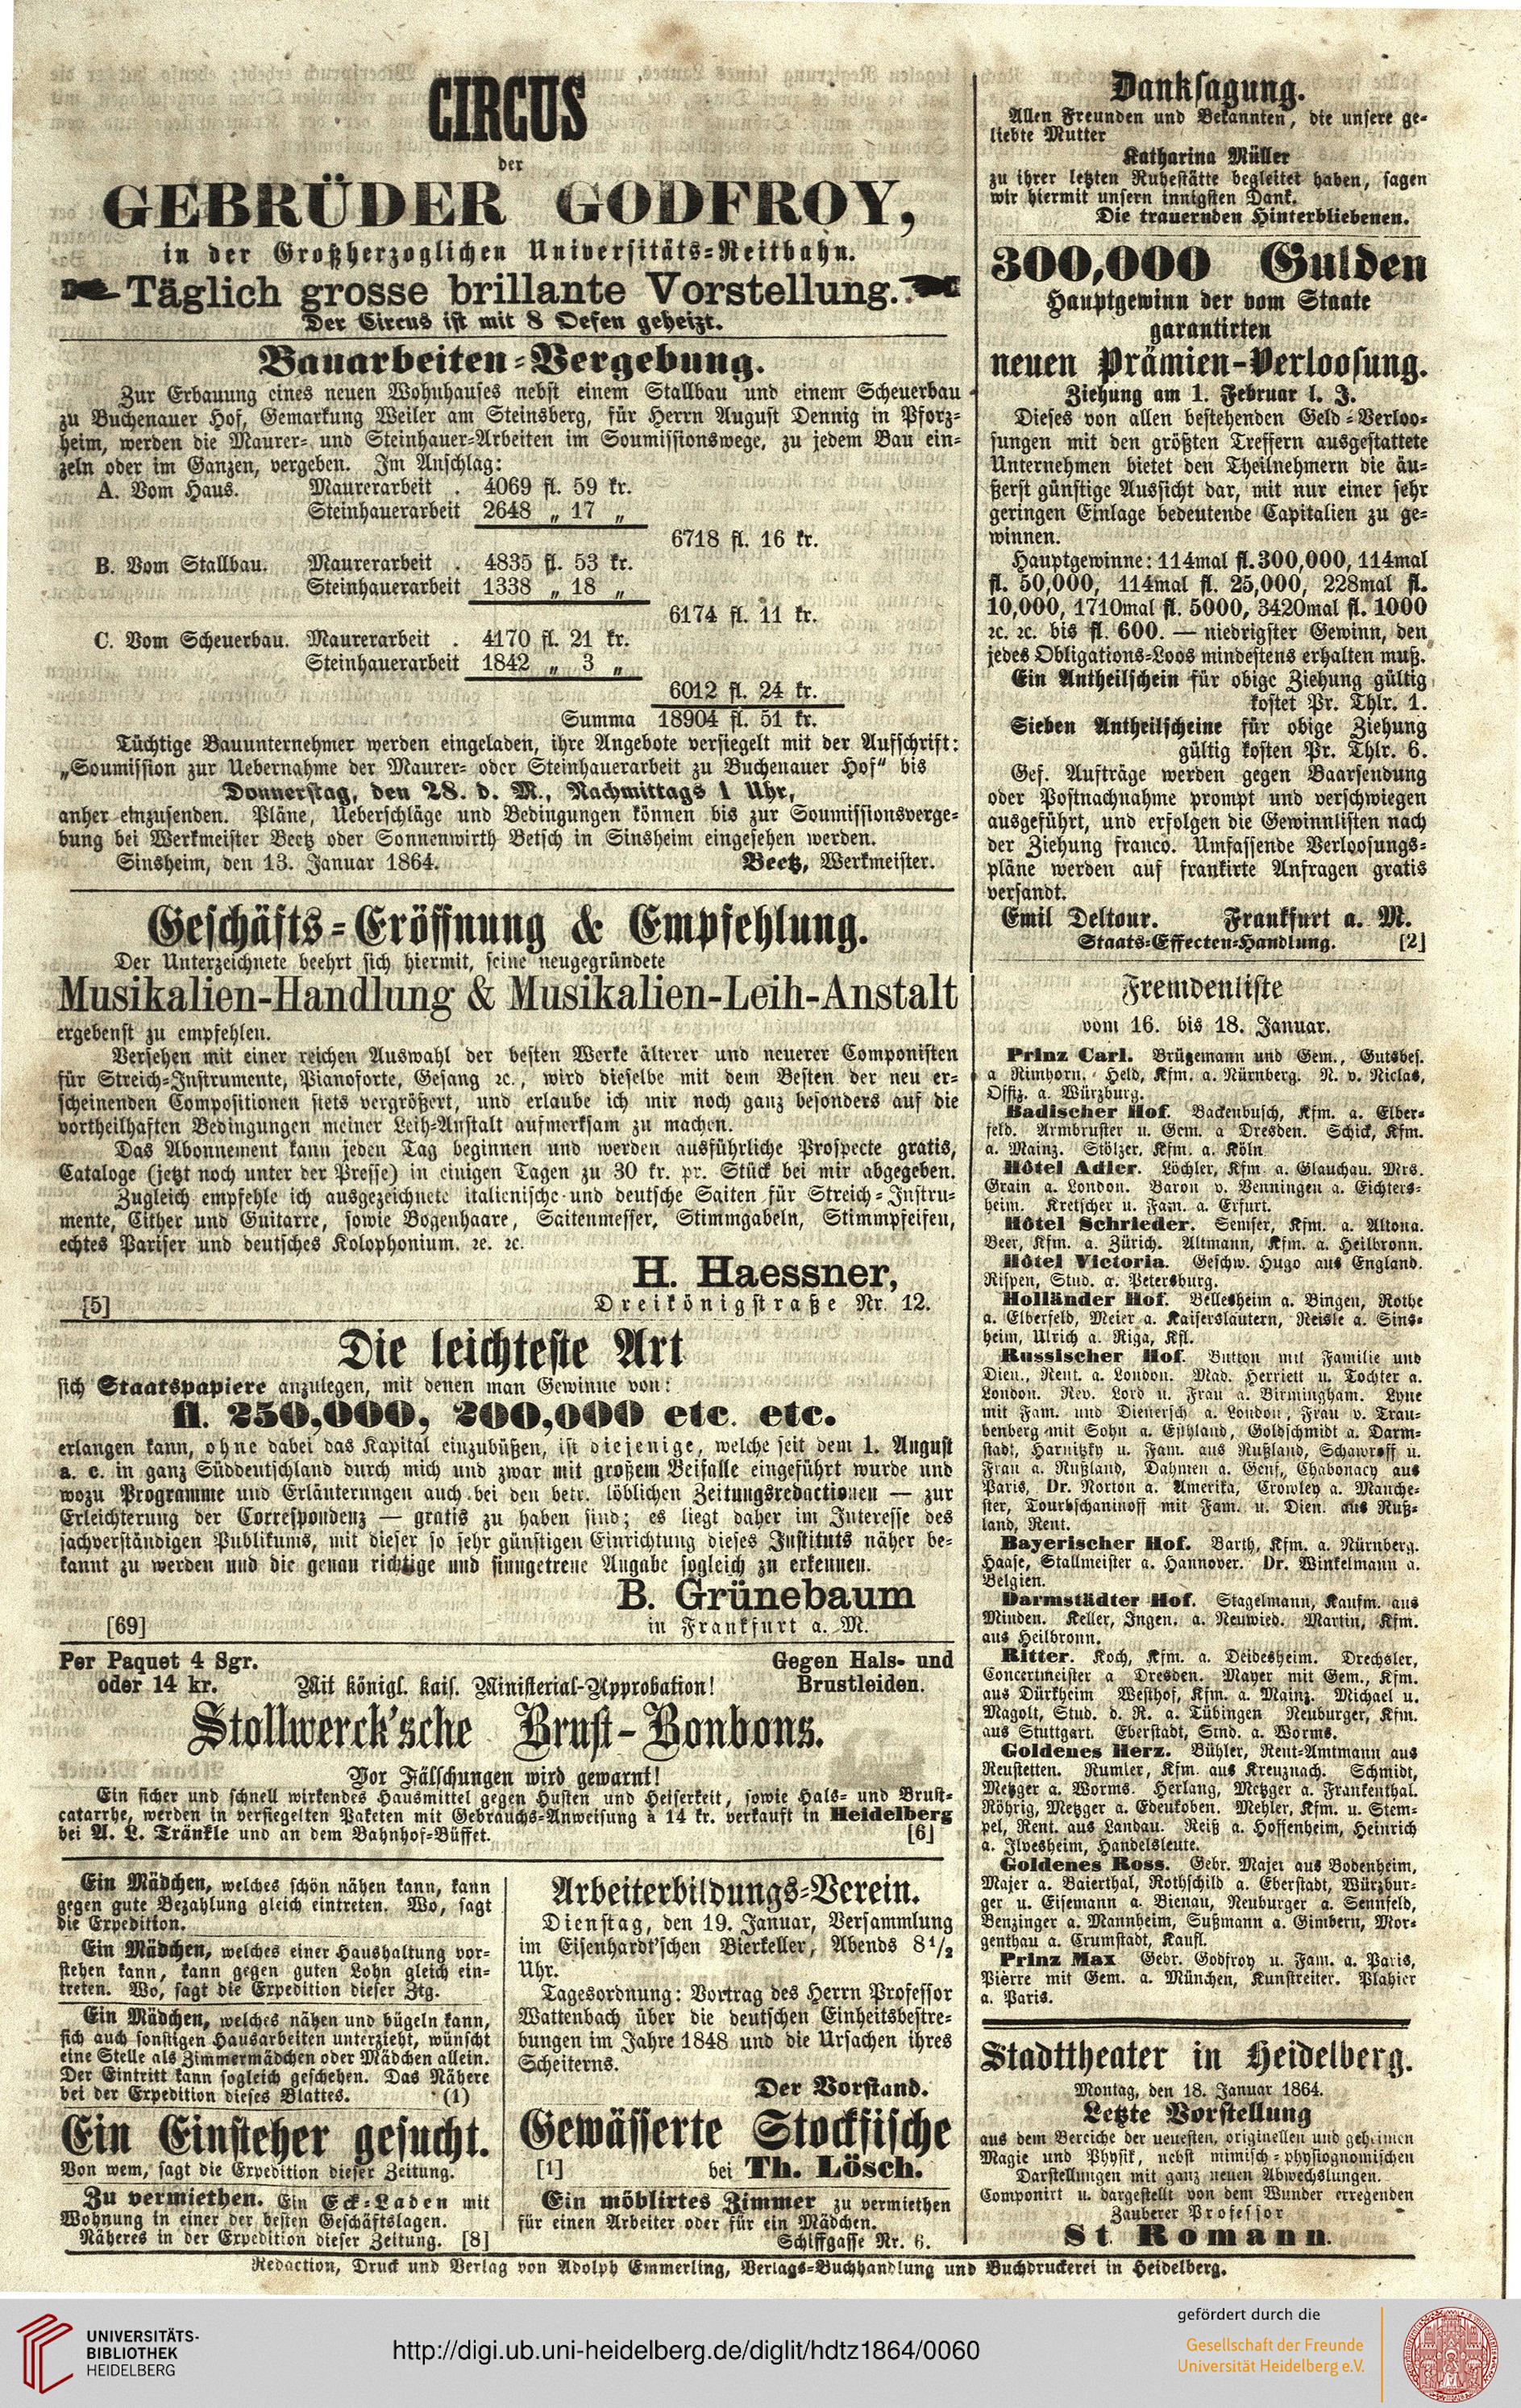 CIRCUS
der
GEBRÜDER GODFROY,
in der Großherzoglichen Universitäts-Reitbahn.
Täglich grosse brillante Vorstellung.
Der Circus ist mit 8 Oefen geheizt.
Bauarbeiten-Vergebung.
Zur Erbauung eines neuen Wohnhauses nebst einem Stallbau und einem Scheuerbau
zu Buchenauer Hof, Gemarkung Weiler am Steinsberg, für Herrn August Dennig in Pforz-
heim, werden die Maurer- und Steinhauer-Arbeiten im Soumissionswege, zu jedem Bau ein-
zeln oder im Ganzen, vergeben. Im Anschlag:
A. Vom Haus. Maurerarbeit . 4069 fl. 59 kr.
Steinhauerarbeit 2648 „ 17 „
6718 fl. 16 kr.
B. Vom Stallbau. Maurerarbeit . 4835 fl. 53 kr.
Steinhauerarbeit 1338 „ 18 „
6174 fl. 11 kr.
C. Vom Scheuerbau. Maurerarbeit . 4170 fl. 21 kr.
Steinhauerarbeit 1842 „ 3 „
6012 fl. 24 kr.
Summa 18904 fl. 51 kr.
Tüchtige Bauunternehmer werden eingeladen, ihre Angebote versiegelt mit der Aufschrift:
„Soumission zur Uebernahme der Maurer- oder Steinhauerarbeit zu Buchenauer Hof“ bis
Donnerstag, den 28. d. M., Nachmittags 1 Uhr,
anher einzusenden. Pläne, Ueberschläge und Bedingungen können bis zur Soumissionsverge-
bung bei Werkmeister Beetz oder Sonnenwirth Betsch in Sinsheim eingesehen werden.
Sinsheim, den 13. Januar 1864. Beetz, Werkmeister.
Geschäfts-Eröffnung & Empfehlung.
Der Unterzeichnete beehrt sich hiermit, seine neugegründete
Musikalien-Handlung & Musikalien-Leih-Anstalt
ergebenst zu empfehlen.
Versehen mit einer reichen Auswahl der besten Werke älterer und neuerer Componisten
für Streich-Instrumente, Pianoforte, Gesang ꝛc., wird dieselbe mit dem Besten der neu er-
scheinenden Compositionen stets vergrößert, und erlaube ich mir noch ganz besonders auf die
vortheilhaften Bedingungen meiner Leih-Anstalt aufmerksam zu machen.
Das Abonnement kann jeden Tag beginnen und werden ausführliche Prospecte gratis,
Cataloge (jetzt noch unter der Presse) in einigen Tagen zu 30 kr. pr. Stück bei mir abgegeben.
Zugleich empfehle ich ausgezeichnete italienische und deutsche Saiten für Streich-Instru-
mente, Cither und Guitarre, sowie Bogenhaare, Saitenmesser, Stimmgabeln, Stimmpfeifen,
echtes Pariser und deutsches Kolophonium. ꝛc. ꝛc.
H. Haessner,
[5] Dreikönigstraße Nr. 12.
Die leichteste Art
sich Staatspapiere anzulegen, mit denen man Gewinne von:
fl. 250,000, 200,000 etc. etc.
erlangen kann, ohne dabei das Kapital einzubüßen, ist diejenige, welche seit dem 1. August
a. c. in ganz Süddeutschland durch mich und zwar mit großem Beifalle eingeführt wurde und
wozu Programme und Erläuterungen auch bei den betr. löblichen Zeitungsredactionen — zur
Erleichterung der Correspondenz — gratis zu haben sind; es liegt daher im Interesse des
sachverständigen Publikums, mit dieser so sehr günstigen Einrichtung dieses Instituts näher be-
kannt zu werden und die genau richtige und sinngetreue Angabe sogleich zu erkennen.
B. Grünebaum
[69] in Frankfurt a. M.
Per Paquet 4 Sgr. Gegen Hals- und
oder 14 kr. Mit königl. kais. Ministerial-Approbation! Brustleiden.
Stollwerck'sche Brust-Bonbons.
Vor Fälschungen wird gewarnt!
Ein sicher und schnell wirkendes Hausmittel gegen Husten und Heiserkeit, sowie Hals- und Brust-
catarrhe, werden in versiegelten Paketen mit Gebrauchs-Anweisung à 14 kr. verkauft in Heidelberg
bei A. L. Tränkle und an dem Bahnhof-Büffet. [6]
Ein Mädchen, welches schön nähen kann, kann
gegen gute Bezahlung gleich eintreten. Wo, sagt
die Expedition.
Ein Mädchen, welches einer Haushaltung vor-
stehen kann, kann gegen guten Lohn gleich ein-
treten. Wo, sagt die Expedition dieser Ztg.
Ein Mädchen, welches nähen und bügeln kann,
sich auch sonstigen Hausarbeiten unterzieht, wünscht
eine Stelle als Zimmermädchen oder Mädchen allein.
Der Eintritt kann sogleich geschehen. Das Nähere
bei der Expedition dieses Blattes. (1)
Ein Einsteher gesucht.
Von wem, sagt die Expedition dieser Zeitung.
Zu vermiethen. Ein Eck-Laden mit
Wohnung in einer der besten Geschäftslagen.
Näheres in der Expedition dieser Zeitung. [8]
Arbeiterbildungs-Verein.
Dienstag, den 19. Januar, Versammlung
im Eisenhardt'schen Bierkeller, Abends 8 1/2
Uhr.
Tagesordnung: Vortrag des Herrn Professor
Wattenbach über die deutschen Einheitsbestre-
bungen im Jahre 1848 und die Ursachen ihres
Scheiterns.
Der Vorstand.
Gewässerte Stockfische
[1] bei Th. Lösch.
Ein möblirtes Zimmer zu vermiethen
für einen Arbeiter oder für ein Mädchen.
Schiffgasse Nr. 6.
Danksagung.
Allen Freunden und Bekannten, die unsere ge-
liebte Mutter
Katharina Müller
zu ihrer letzten Ruhestätte begleitet haben, sagen
wir hiermit unsern innigsten Dank.
Die trauernden Hinterbliebenen.
300,000 Gulden
Hauptgewinn der vom Staate
garantirten
neuen Prämien-Verloosung.
Ziehung am 1. Februar l. J.
Dieses von allen bestehenden Geld-Verloo-
sungen mit den größten Treffern ausgestattete
Unternehmen bietet den Theilnehmern die äu-
ßerst günstige Aussicht dar, mit nur einer sehr
geringen Einlage bedeutende Capitalien zu ge-
winnen.
Hauptgewinne: 114mal fl. 300,000, 114mal
fl. 50,000, 114mal fl. 25,000, 228mal fl.
10,000, 1710mal fl. 5000, 3420mal fl. 1000
ꝛc. ꝛc. bis fl. 600. — niedrigster Gewinn, den
jedes Obligations-Loos mindestens erhalten muß.
Ein Antheilschein für obige Ziehung gültig
kostet Pr. Thlr. 1.
Sieben Antheilscheine für obige Ziehung
gültig kosten Pr. Thlr. 6.
Gef. Aufträge werden gegen Baarsendung
oder Postnachnahme prompt und verschwiegen
ausgeführt, und erfolgen die Gewinnlisten nach
der Ziehung franco. Umfassende Verloosungs-
pläne werden auf frankirte Anfragen gratis
versandt.
Emil Deltour. Frankfurt a. M.
Staats-Effecten-Handlung. [2]
Fremdenliste
vom 16. bis 18. Januar.
Prinz Carl. Brügemann und Gem., Gutsbes.
a Rimhorn. Held, Kfm. a. Nürnberg. N. v. Niclas,
Offiz. a. Würzburg.
Badischer Hof. Backenbusch, Kfm. a. Elber-
feld. Armbruster u. Gem. a Dresden. Schick, Kfm.
a. Mainz. Stölzer, Kfm. a. Köln
Hôtel Adler. Löchler, Kfm. a. Glauchau. Mrs.
Grain a. London. Baron v. Venningen a. Eichters-
heim. Kretscher u. Fam. a. Erfurt.
Hôtel Schrieder. Semfer, Kfm. a. Altona.
Beer, Kfm. a. Zürich. Altmann, Kfm. a. Heilbronn.
Hôtel Victoria. Geschw. Hugo aus England.
Rispen, Stud. a. Petersburg.
Holländer Hof. Bellesheim a. Bingen, Rothe
a. Elberfeld, Meier a. Kaiserslautern, Reisle a. Sins-
heim, Ulrich a. Riga, Kfl.
Russischer Hof. Button mit Familie und
Dien., Rent. a. London. Mad. Herriett u. Tochter a.
London. Rev. Lord u. Frau a. Birmingham. Lyne
mit Fam. und Dienersch a. London, Frau v. Trau-
benberg mit Sohn a. Esthland, Goldschmidt a. Darm-
stadt, Harnitzky u. Fam. aus Rußland, Schawroff u.
Frau a. Rußland, Dahmen a. Genf, Chabonacy aus
Paris, Dr. Norton a. Amerika, Crowley a. Manche-
ster, Tourbschaninoff mit Fam. u. Dien. aus Ruß-
land, Rent.
Bayerischer Hof. Barth, Kfm. a. Nürnberg.
Haase, Stallmeister a. Hannover. Dr. Winkelmann a.
Belgien.
Darmstädter Hof. Stagelmann, Kaufm. aus
Minden. Keller, Ingen. a. Neuwied. Martin, Kfm.
aus Heilbronn.
Ritter. Koch, Kfm. a. Deidesheim. Drechsler,
Concertmeister a Dresden. Mayer mit Gem., Kfm.
aus Dürkheim Westhof, Kfm. a. Mainz. Michael u.
Magolt, Stud. d. R. a. Tübingen Neuburger, Kfm.
aus Stuttgart. Eberstadt, Stud. a. Worms.
Goldenes Herz. Bühler, Rent-Amtmann aus
Neustetten. Rumler, Kfm. aus Kreuznach. Schmidt,
Metzger a. Worms. Herlang, Metzger a. Frankenthal.
Röhrig, Metzger a. Edenkoben. Mehler, Kfm. u. Stem-
pel, Rent. aus Landau. Reiß a. Hoffenheim, Heinrich
a. Ilvesheim, Handelsleute.
Goldenes Ross. Gebr. Majer aus Bodenheim,
Majer a. Baierthal, Rothschild a. Eberstadt, Würzbur-
ger u. Eisemann a. Bienau, Neuburger a. Sennfeld,
Benzinger a. Mannheim, Sußmann a. Gimbern, Mor-
genthau a. Crumstadt, Kaufl.
Prinz Max Gebr. Godfroy u. Fam. a. Paris,
Pièrre mit Gem. a. München, Kunstreiter. Plahier
a. Paris.
Stadttheater in Heidelberg.
Montag, den 18. Januar 1864.
Letzte Vorstellung
aus dem Bereiche der neuesten, originellen und geheimen
Magie und Physik, nebst mimisch-physiognomischen
Darstellungen mit ganz neuen Abwechslungen.
Componirt u. dargestellt von dem Wunder erregenden
Zauberer Professor
St. Romann.
Redaction, Druck und Verlag von Adolph Emmerling, Verlags-Buchhandlung und Buchdruckerei in Heidelberg.
UNIVERSITÄTS-
BIBLIOTHEK
HEIDELBERG
http://digi.ub.uni-heidelberg.de/diglit/hdtz1864/0060
gefördert durch die
Gesellschaft der Freunde
Universität Heidelberg e.V.